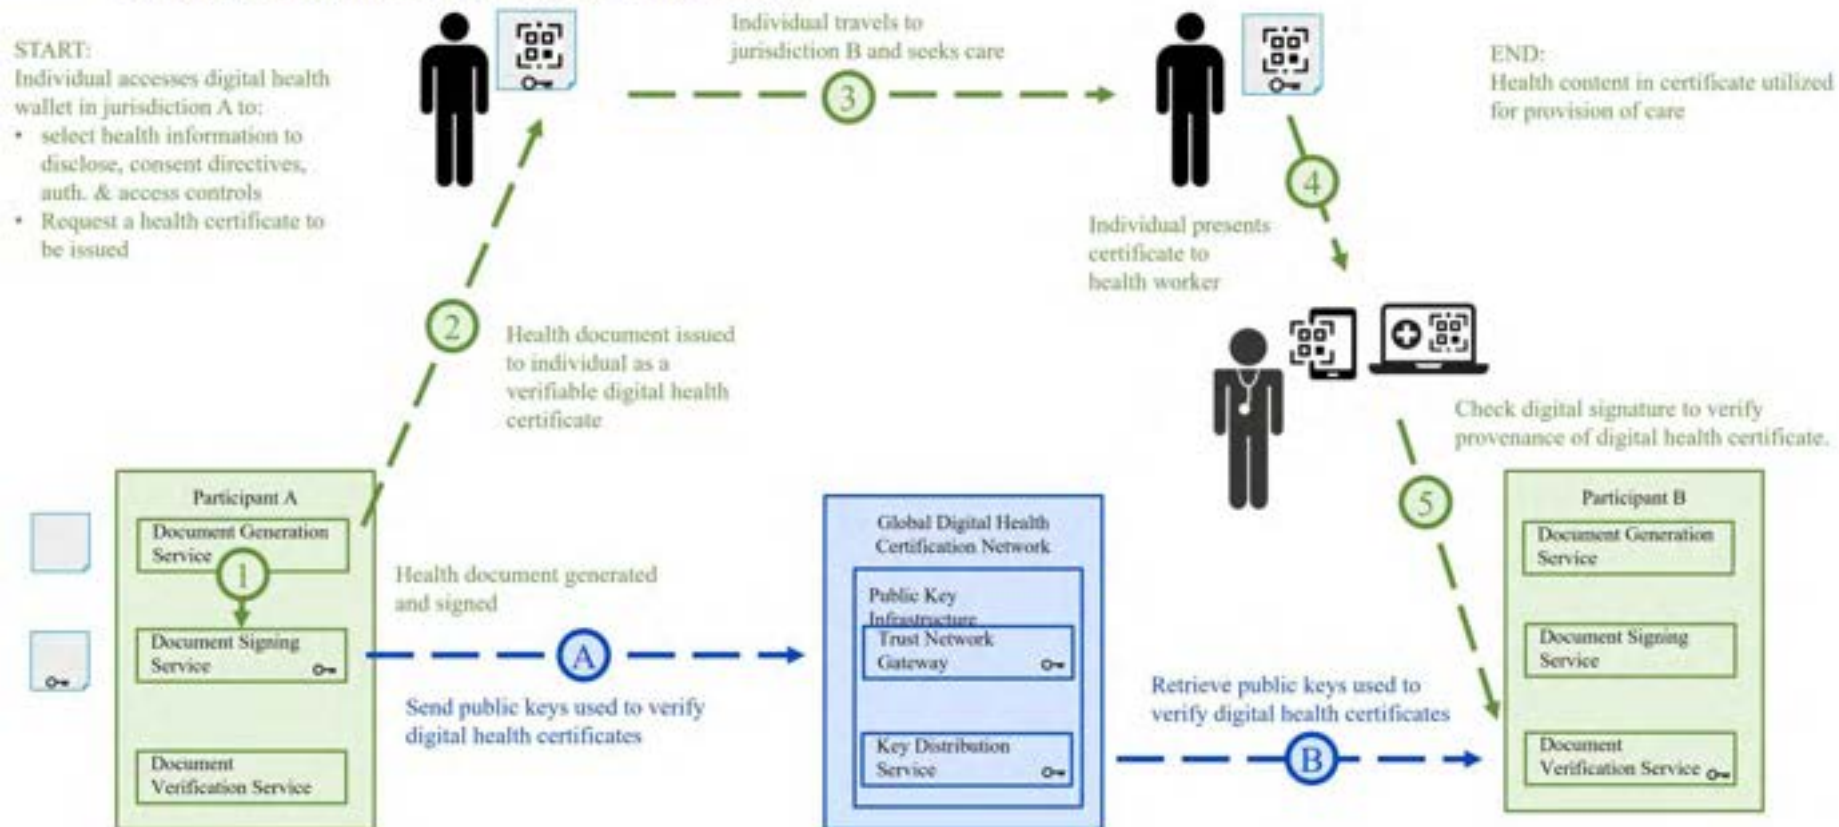 START:
Individual accesses digital health
wallet in jurisdiction A to:
• select health information to
disclose, consent directives,
auth. & access controls
• Request a health certificate to
be issued
Individual travels to
jurisdiction B and seeks care
3
END:
Health content in certificate utilized
for provision of care
4
Individual presents
certificate to
health worker
2
Health document issued
to individual as a
verifiable digital health
certificate
Check digital signature to verify
provenance of digital health certificate.
5
Participant A
Document Generation
Service
1
Document Signing
Service
Document
Verification Service
Health document generated
and signed
A
Send public keys used to verify
digital health certificates
Global Digital Health
Certification Network
Public Key
Infrastructure
Trust Network
Gateway
Key Distribution
Service
Retrieve public keys used to
verify digital health certificates
B
Participant B
Document Generation
Service
Document Signing
Service
Document
Verification Service